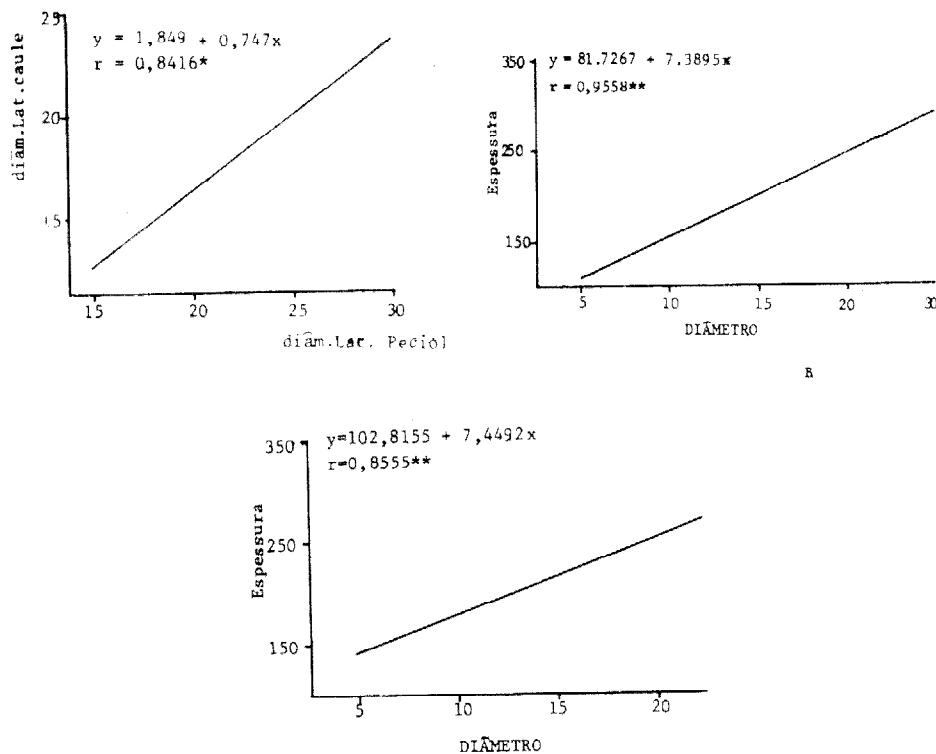 25
y = 1,849 + 0,747x
r = 0,8416*
diâm.Lat.caule
20
15
15 20 25 30
diâm.Lat. Pecíol
350
y = 81.7267 + 7.3895x
r = 0,9558**
Espessura
250
150
5 10 15 20 30
DIÂMETRO
B
350
y=102,8155 + 7,4492x
r=0,8555**
Espessura
250
150
5 10 15 20
DIÂMETRO